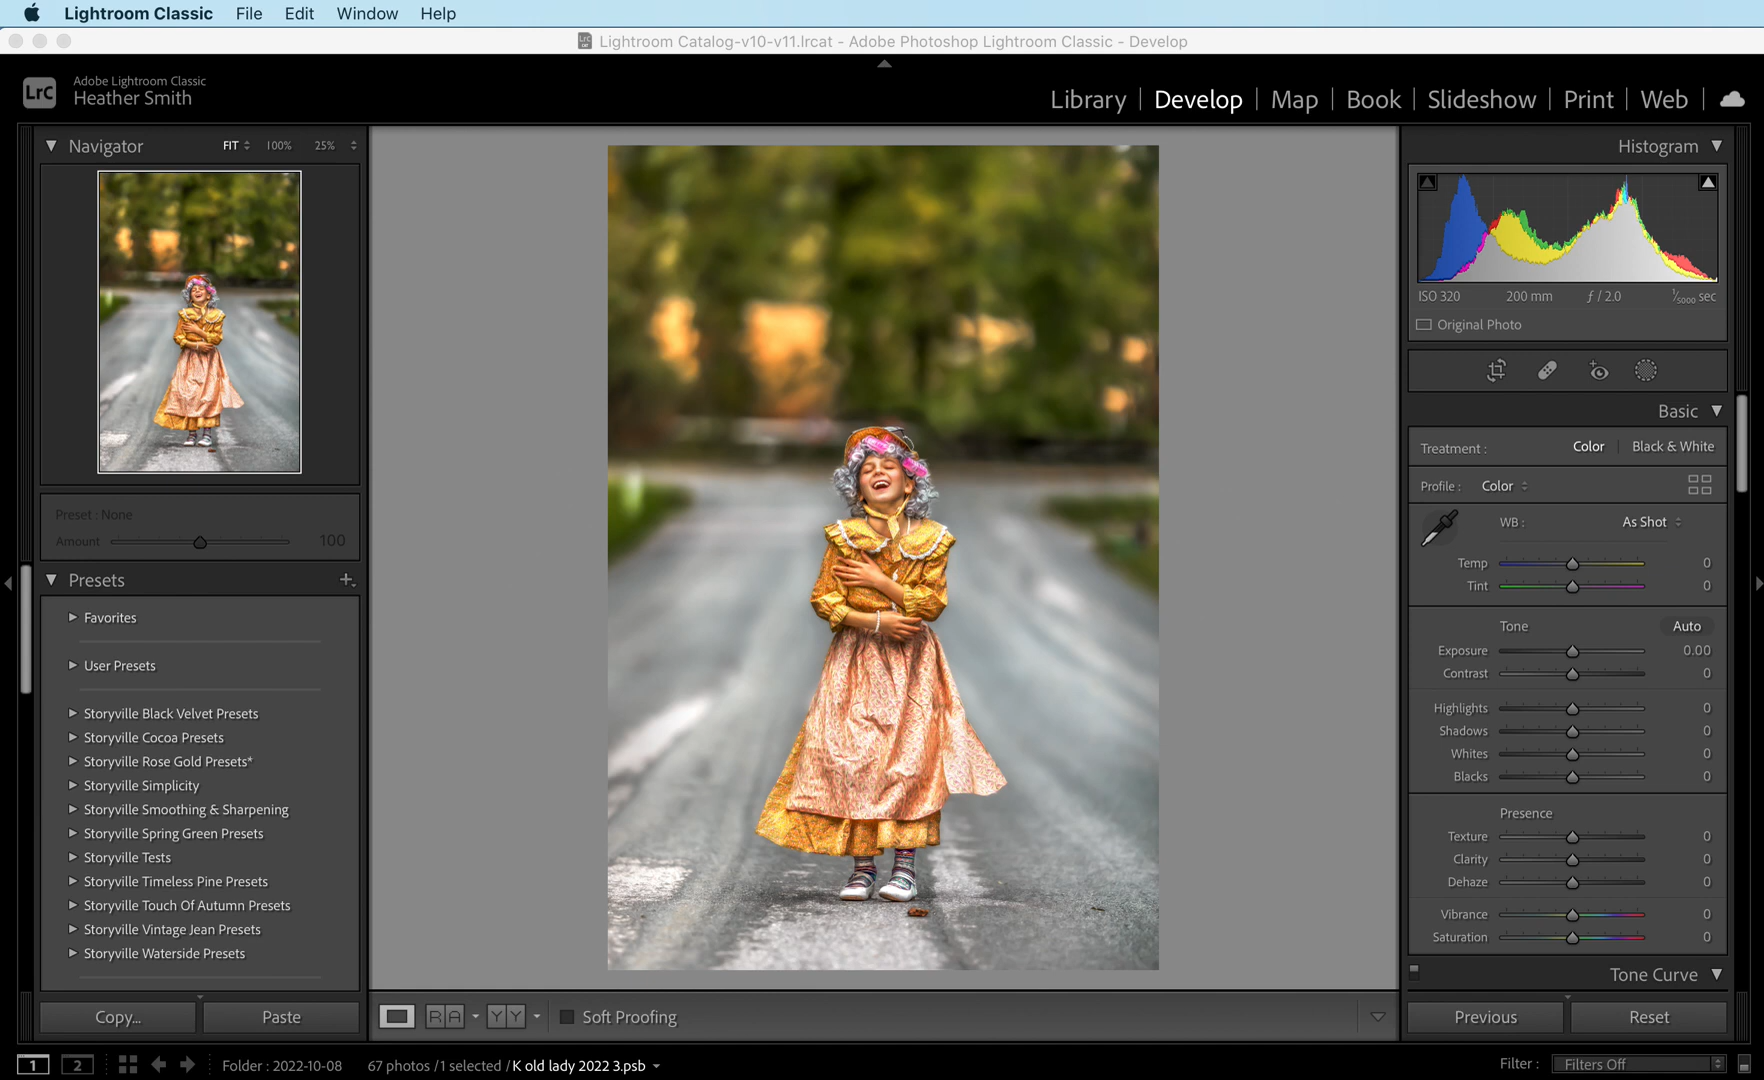 Lightroom Classic File Edit Window Help
Lightroom Catalog-v10-v11.lrcat - Adobe Photoshop Lightroom Classic - Develop
LrC
Adobe Lightroom Classic
Heather Smith
Library | Develop | Map | Book | Slideshow | Print | Web
Navigator FIT 100% 25%
Preset : None
Amount 100
Presets
Favorites
User Presets
Storyville Black Velvet Presets
Storyville Cocoa Presets
Storyville Rose Gold Presets*
Storyville Simplicity
Storyville Smoothing & Sharpening
Storyville Spring Green Presets
Storyville Tests
Storyville Timeless Pine Presets
Storyville Touch Of Autumn Presets
Storyville Vintage Jean Presets
Storyville Waterside Presets
Copy... Paste
R A Y Y Soft Proofing
Histogram
ISO 320 200 mm ƒ / 2.0 1/5000 sec
Original Photo
Basic
Treatment : Color | Black & White
Profile : Color
WB : As Shot
Temp 0
Tint 0
Tone Auto
Exposure 0.00
Contrast 0
Highlights 0
Shadows 0
Whites 0
Blacks 0
Presence
Texture 0
Clarity 0
Dehaze 0
Vibrance 0
Saturation 0
Tone Curve
Previous Reset
1 2 Folder : 2022-10-08 67 photos /1 selected /K old lady 2022 3.psb Filter : Filters Off